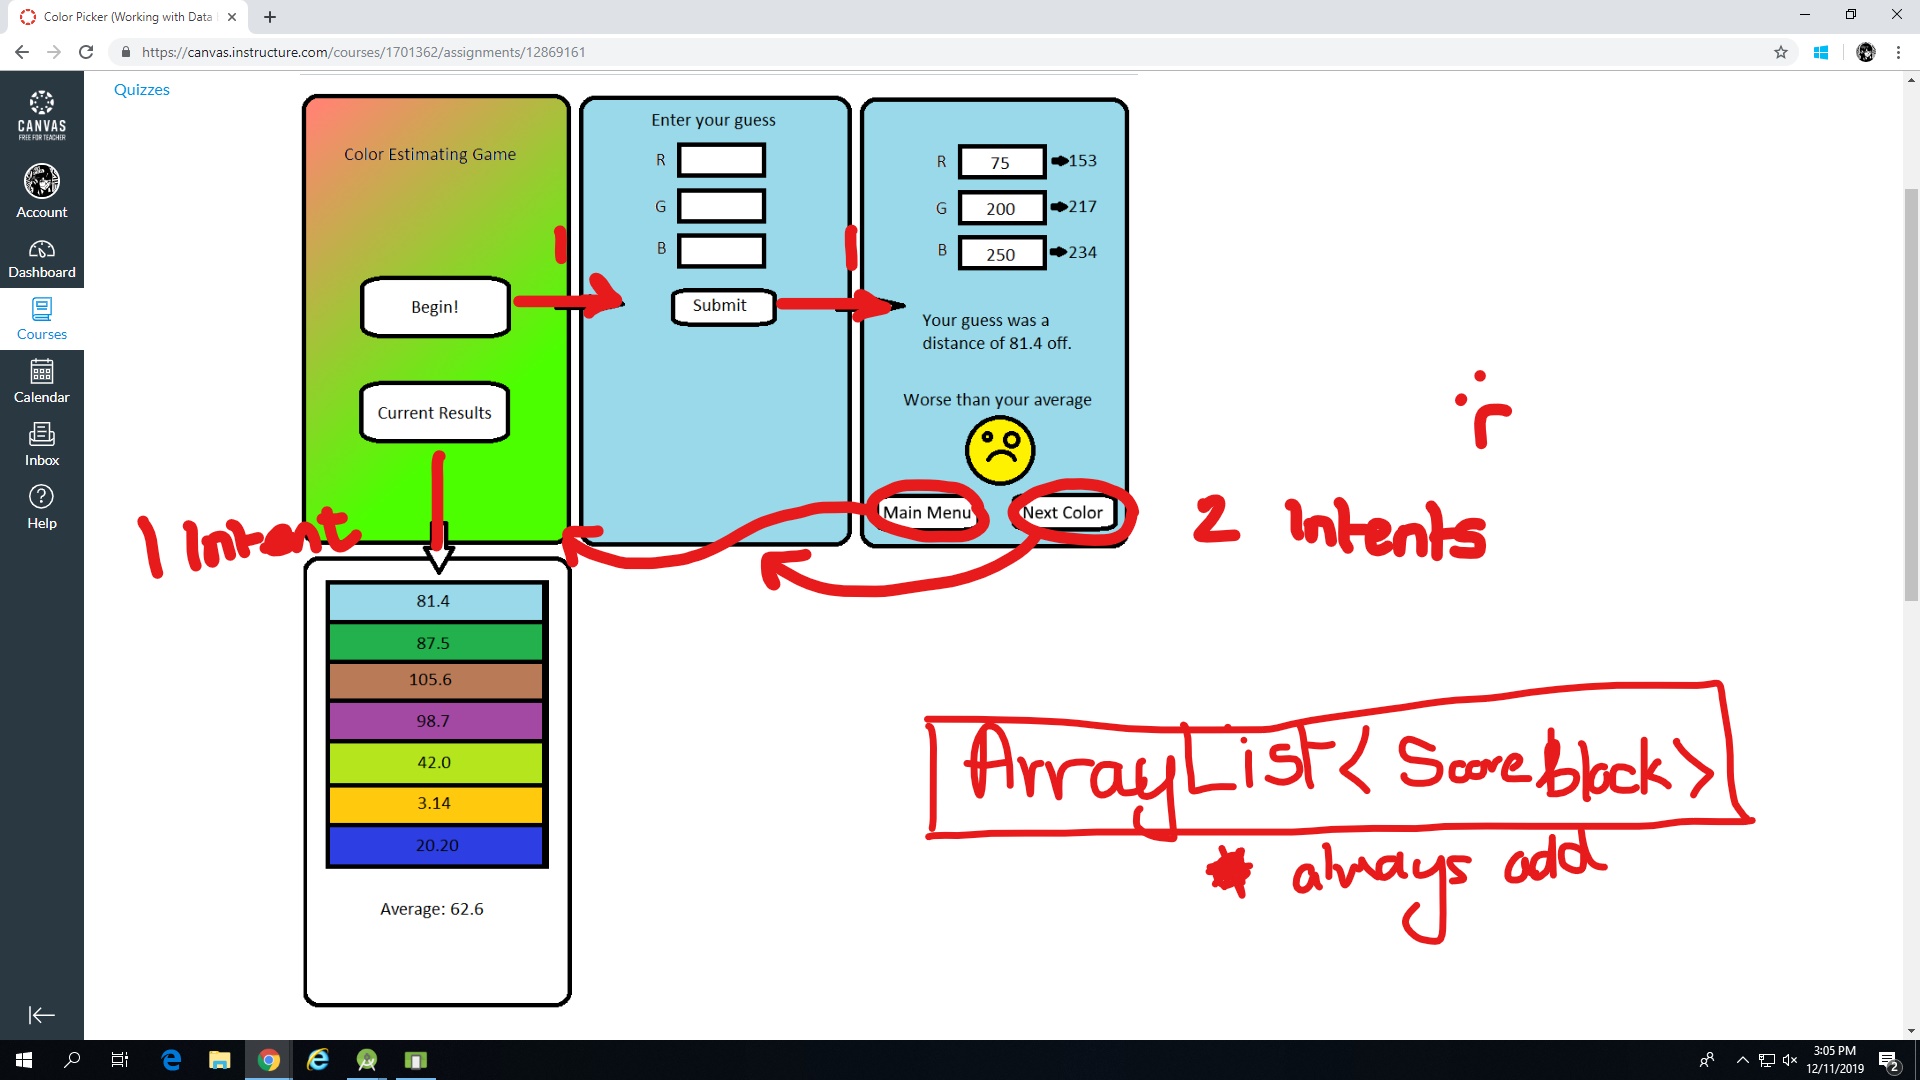 Color Picker (Working with Data
https://canvas.instructure.com/courses/1701362/assignments/12869161
CANVAS
FREE FOR TEACHER
Account
Dashboard
Courses
Calendar
Inbox
Help
Quizzes
Color Estimating Game
Begin!
Current Results
Enter your guess
R
G
B
Submit
R 75 153
G 200 217
B 250 234
Your guess was a
distance of 81.4 off.
Worse than your average
Main Menu Next Color
1
1
1 Intent
2 Intents
r
81.4
87.5
105.6
98.7
42.0
3.14
20.20
Average: 62.6
ArrayList<Scoreblock>
* always add
3:05 PM
12/11/2019
2